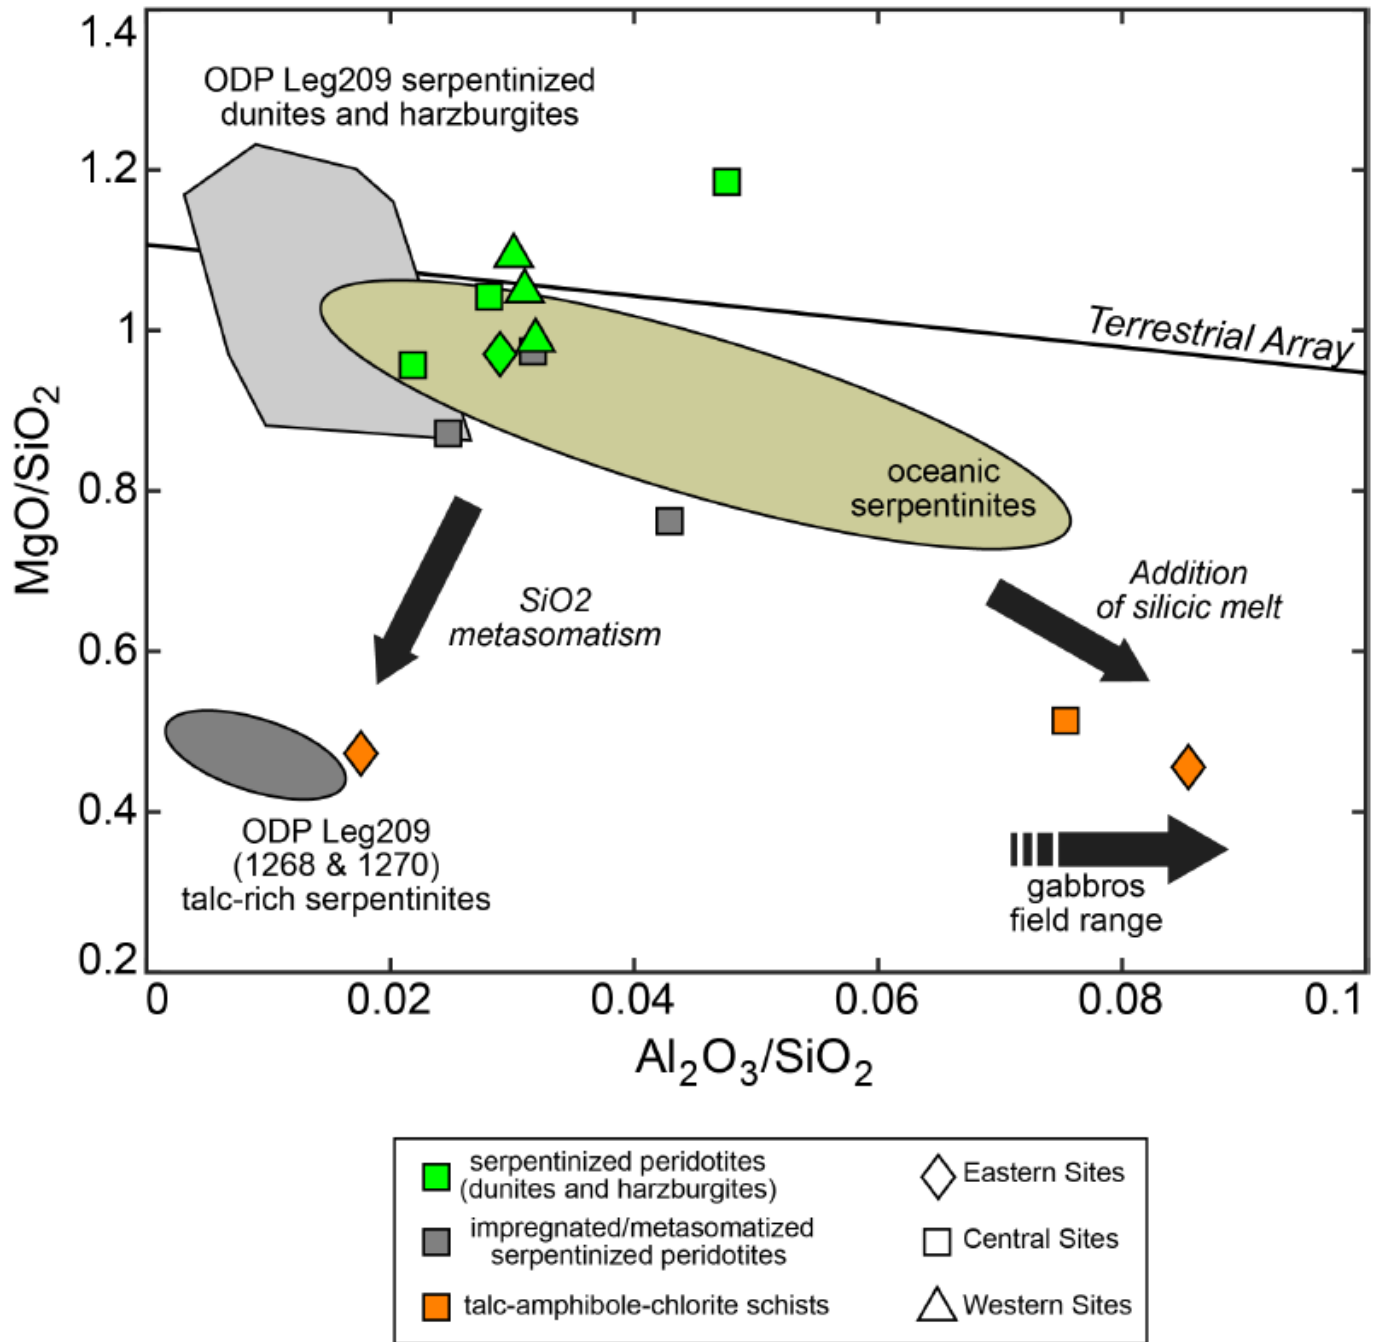 1.4
ODP Leg209 serpentinized
dunites and harzburgites
1.2
Terrestrial Array
1
oceanic
serpentinites
0.8
MgO/SiO₂
Addition
of silicic melt
SiO2
metasomatism
0.6
0.4
ODP Leg209
(1268 & 1270)
talc-rich serpentinites
gabbros
field range
0.2
0 0.02 0.04 0.06 0.08 0.1
Al₂O₃/SiO₂
serpentinized peridotites
(dunites and harzburgites)
impregnated/metasomatized
serpentinized peridotites
talc-amphibole-chlorite schists
Eastern Sites
Central Sites
Western Sites